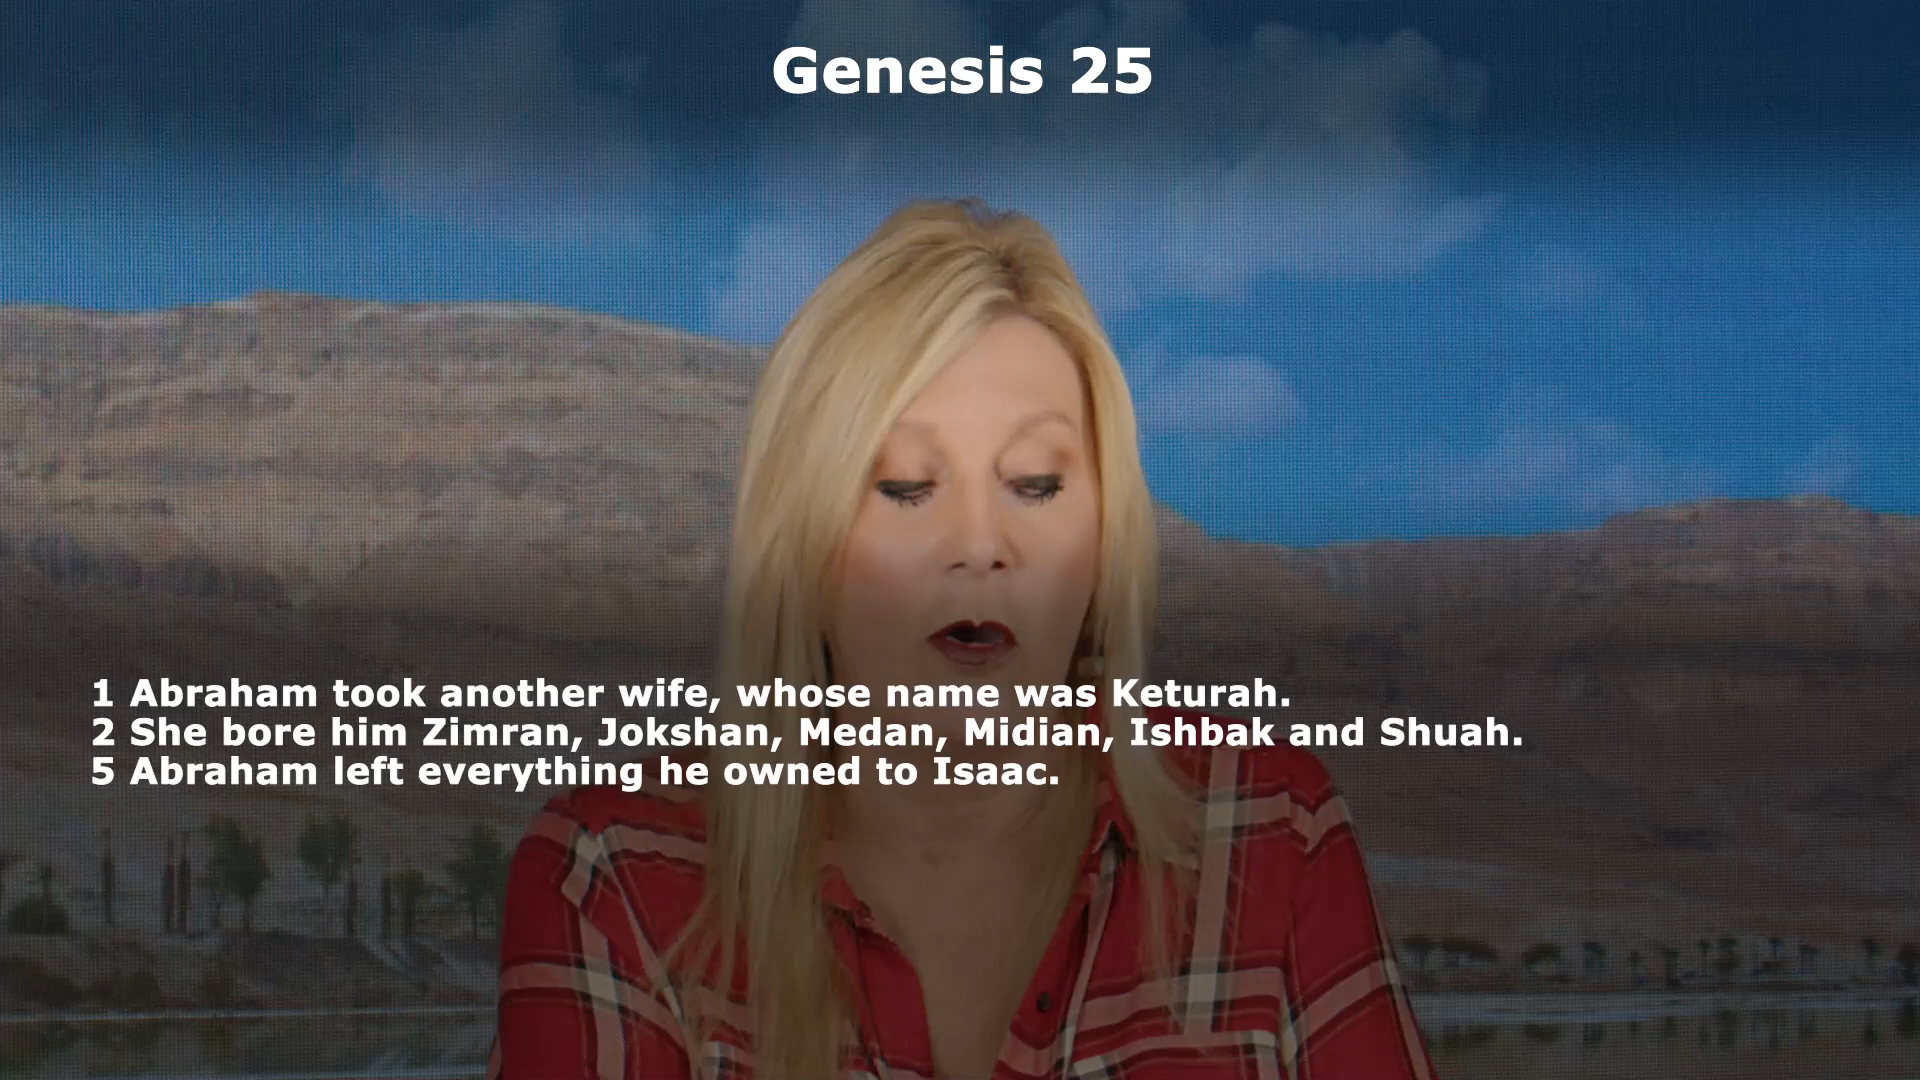 Genesis 25
1 Abraham took another wife, whose name was Keturah.
2 She bore him Zimran, Jokshan, Medan, Midian, Ishbak and Shuah.
5 Abraham left everything he owned to Isaac.